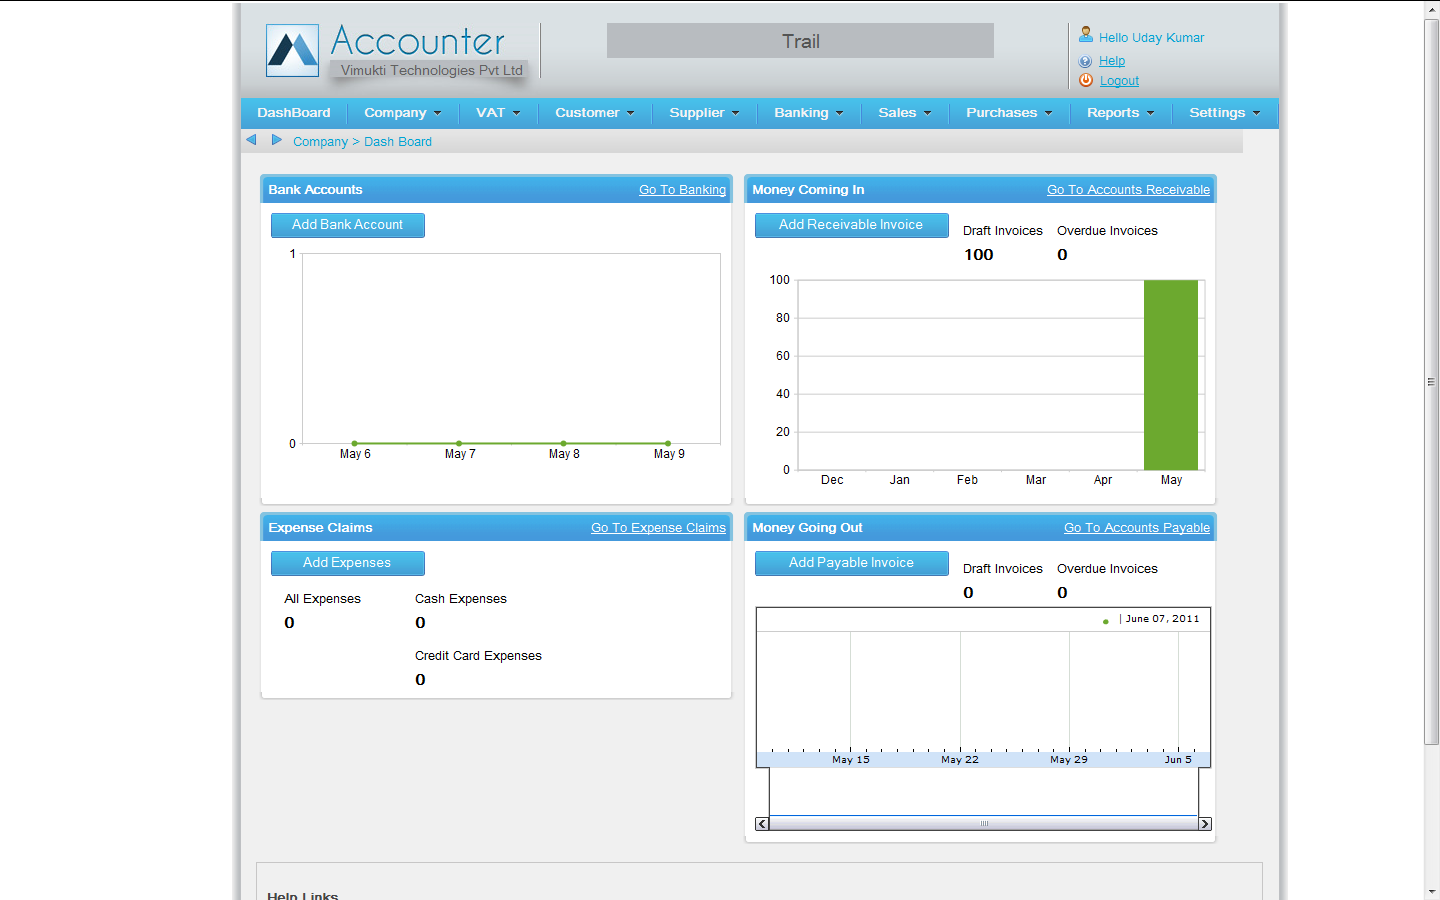 Accounter
Vimukti Technologies Pvt Ltd
Trail
Hello Uday Kumar
Help
Logout
DashBoard Company VAT Customer Supplier Banking Sales Purchases Reports Settings
Company > Dash Board
Bank Accounts Go To Banking
Add Bank Account
1
0
May 6 May 7 May 8 May 9
Money Coming In Go To Accounts Receivable
Add Receivable Invoice
Draft Invoices Overdue Invoices
100 0
100
80
60
40
20
0
Dec Jan Feb Mar Apr May
Expense Claims Go To Expense Claims
Add Expenses
All Expenses Cash Expenses
0 0
Credit Card Expenses
0
Money Going Out Go To Accounts Payable
Add Payable Invoice
Draft Invoices Overdue Invoices
0 0
| June 07, 2011
May 15 May 22 May 29 Jun 5
Help Links